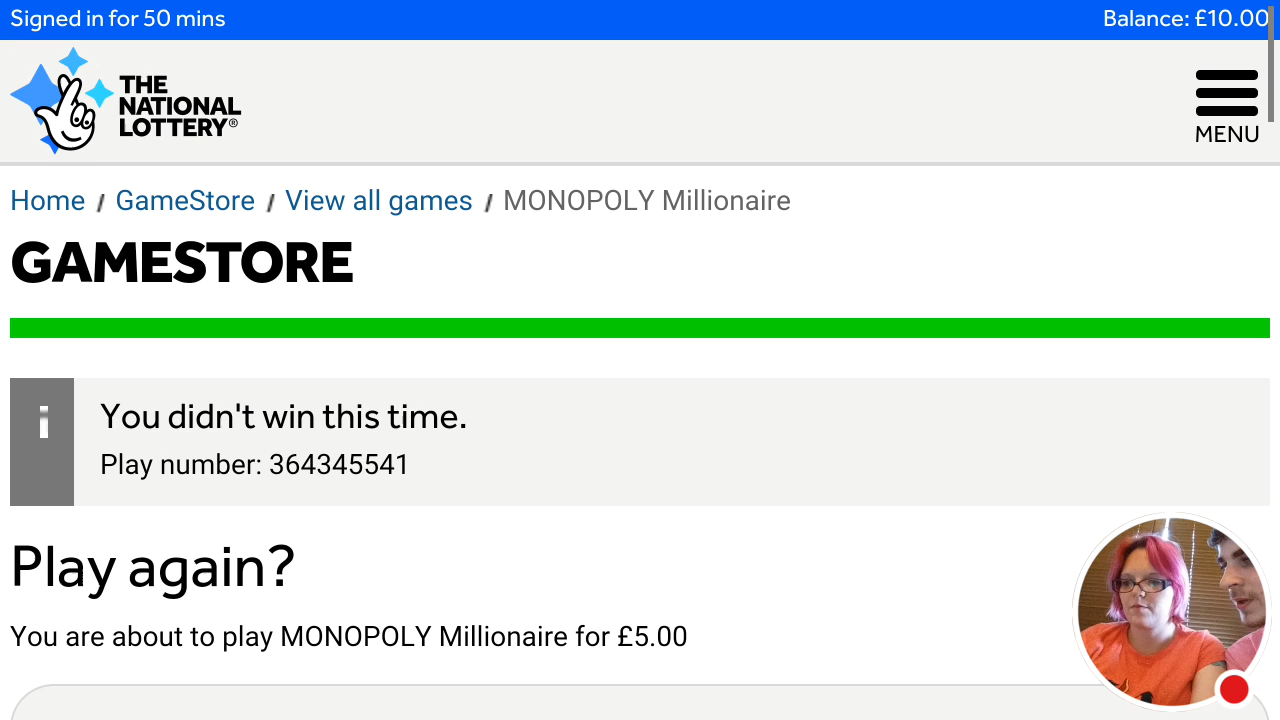 Signed in for 50 mins
Balance: £10.00
THE
NATIONAL
LOTTERY®
MENU
Home / GameStore / View all games / MONOPOLY Millionaire
GAMESTORE
i
You didn't win this time.
Play number: 364345541
Play again?
You are about to play MONOPOLY Millionaire for £5.00